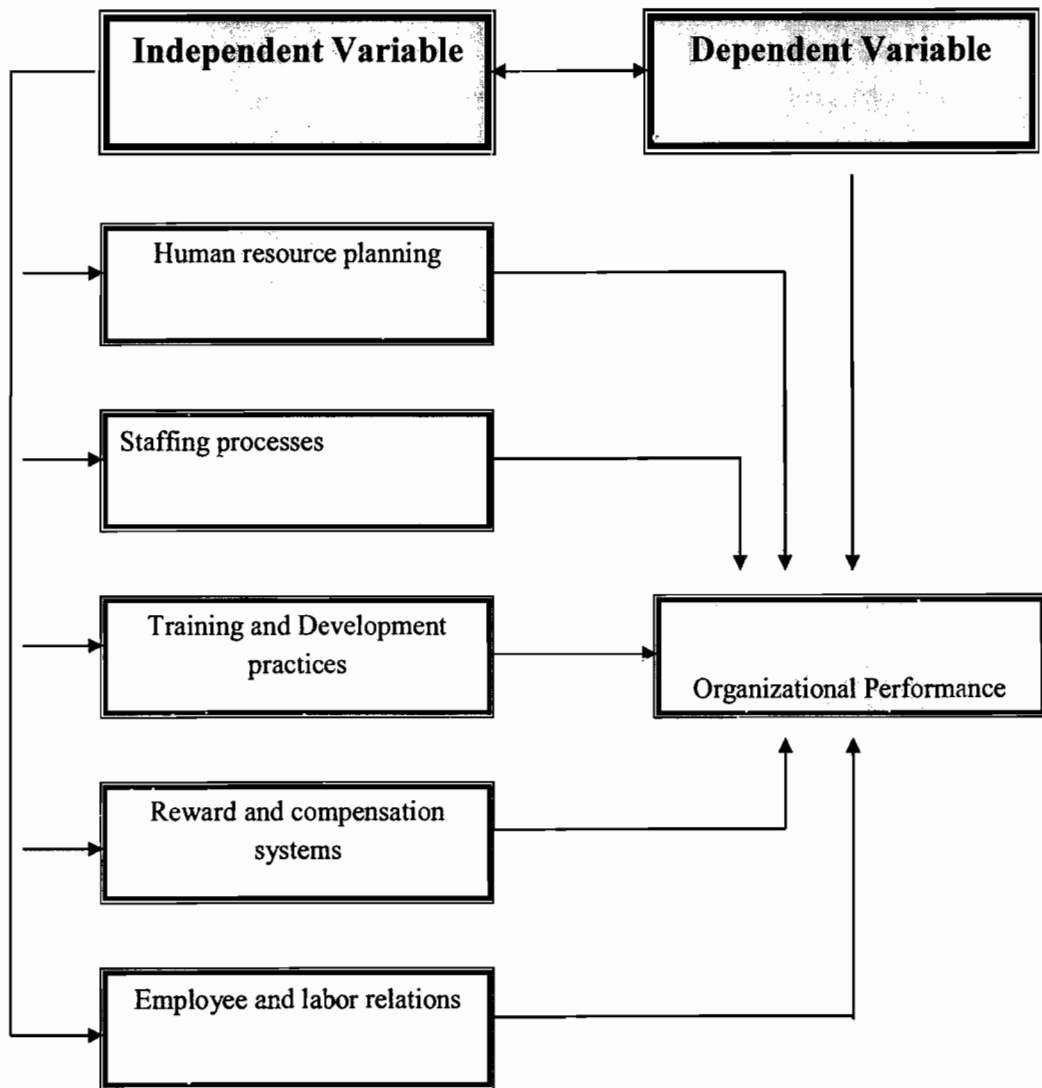 Independent Variable
Dependent Variable
Human resource planning
Staffing processes
Training and Development
practices
Organizational Performance
Reward and compensation
systems
Employee and labor relations